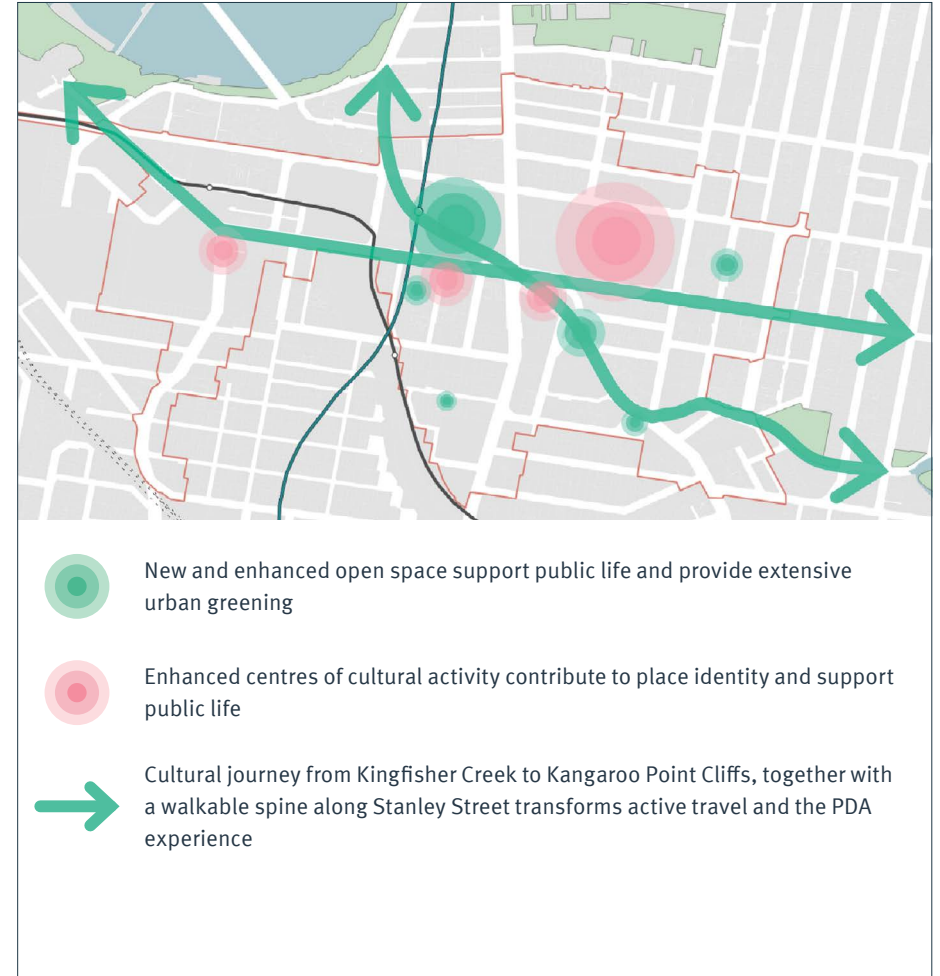 New and enhanced open space support public life and provide extensive
urban greening
Enhanced centres of cultural activity contribute to place identity and support
public life
Cultural journey from Kingfisher Creek to Kangaroo Point Cliffs, together with
a walkable spine along Stanley Street transforms active travel and the PDA
experience